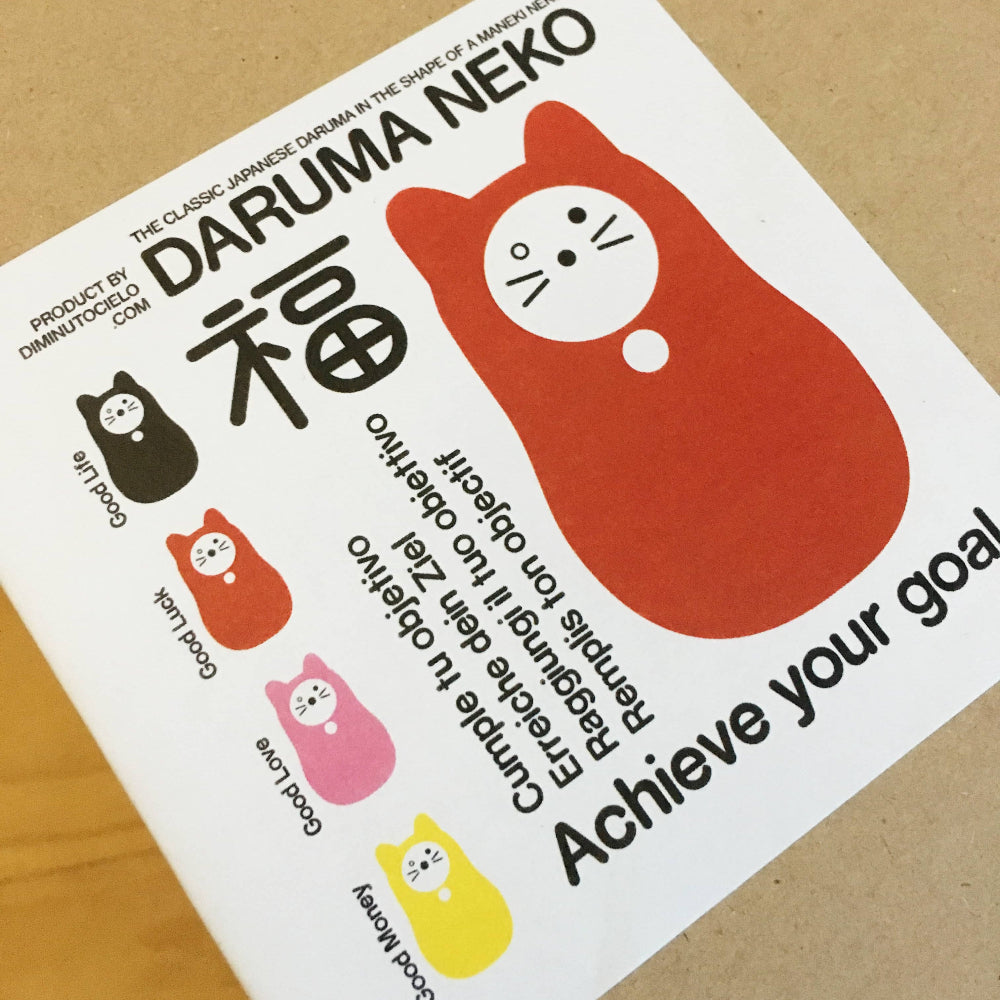 THE CLASSIC JAPANESE DARUMA IN THE SHAPE OF A MANEKI
PRODUCT BY
DIMINUTOCIELO
.COM
DARUMA NEKO
福
Good Life
Good Luck
Good Love
Good Money
Cumple tu objetivo
Erreiche dein Ziel
Raggiungi il tuo obiettivo
Remplis ton objectif
Achieve your goal